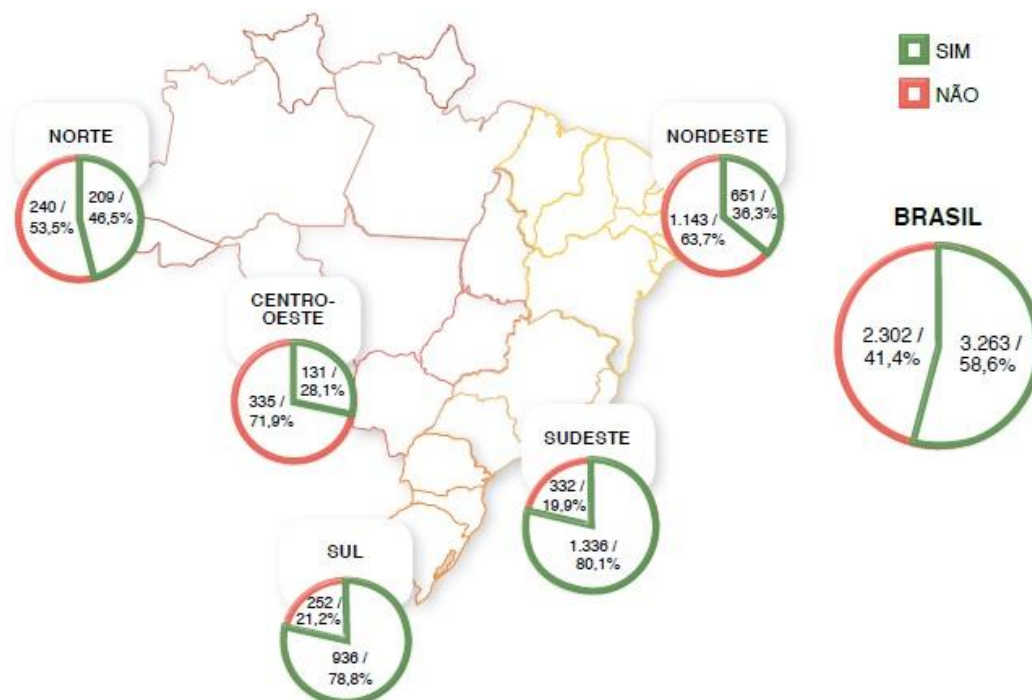 SIM
NÃO
NORTE
240 /
53,5%
209 /
46,5%
NORDESTE
651 /
36,3%
1.143 /
63,7%
BRASIL
2.302 /
41,4%
3.263 /
58,6%
CENTRO-
OESTE
131 /
28,1%
335 /
71,9%
SUDESTE
332 /
19,9%
1.336 /
80,1%
SUL
252 /
21,2%
936 /
78,8%